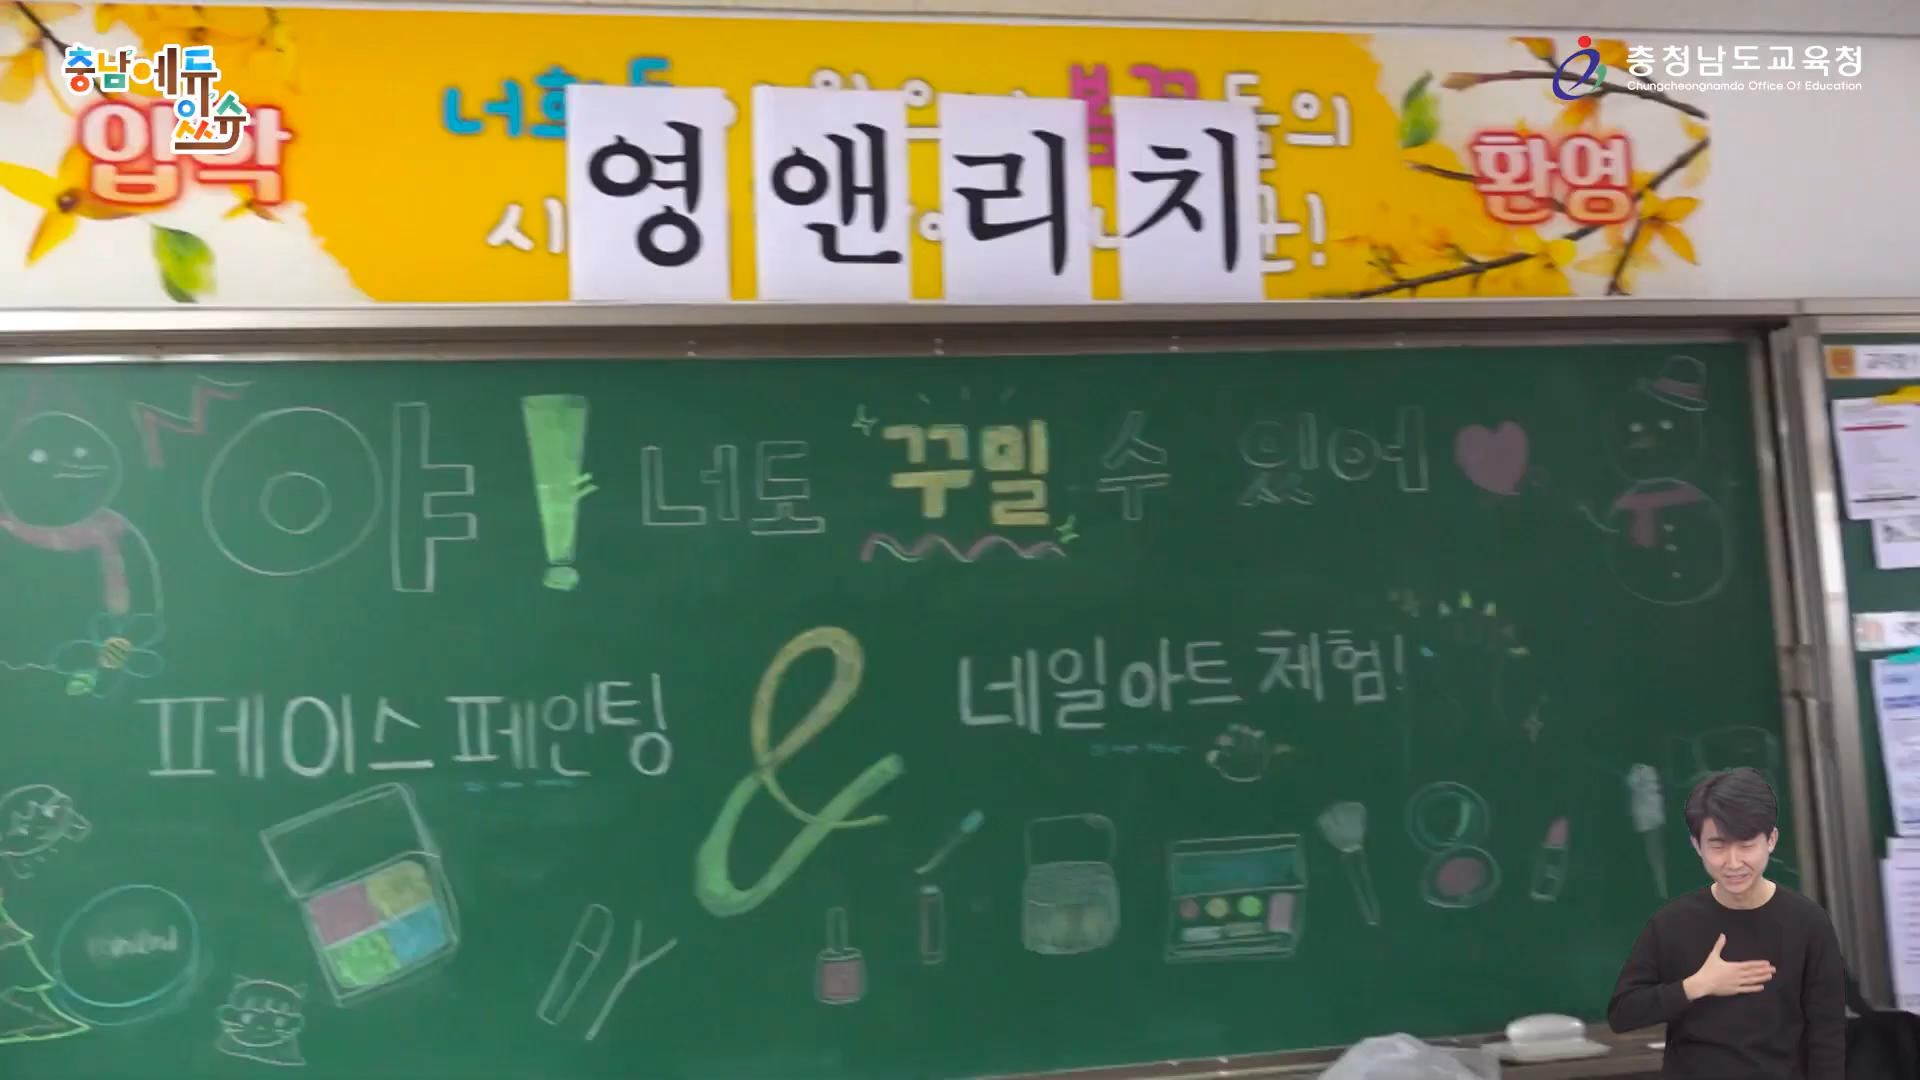 충남에듀
이쓔
충청남도교육청
Chungcheongnamdo Office Of Education
입학
환영
영앤리치
야! 너도 꾸밀 수 있어
페이스 페인팅 & 네일아트 체험!